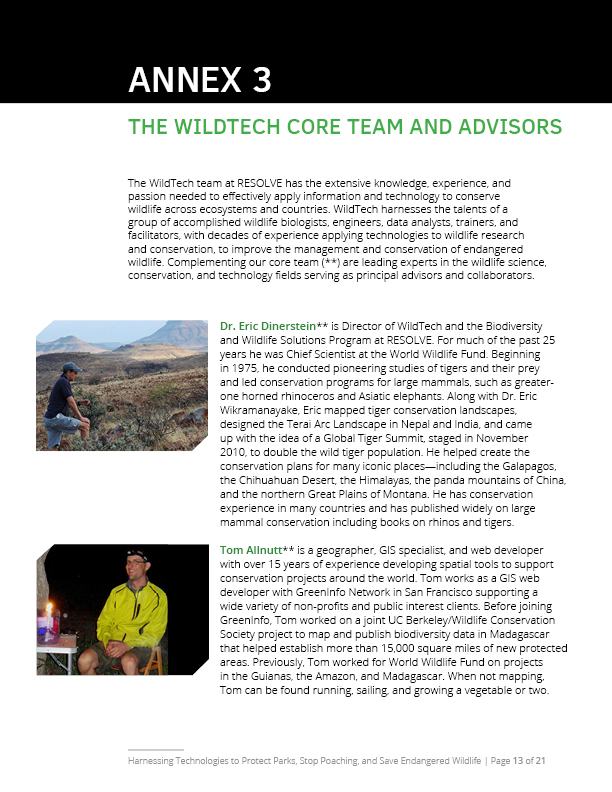 ANNEX 3
THE WILDTECH CORE TEAM AND ADVISORS
The WildTech team at RESOLVE has the extensive knowledge, experience, and
passion needed to effectively apply information and technology to conserve
wildlife across ecosystems and countries. WildTech harnesses the talents of a
group of accomplished wildlife biologists, engineers, data analysts, trainers, and
facilitators, with decades of experience applying technologies to wildlife research
and conservation, to improve the management and conservation of endangered
wildlife. Complementing our core team (**) are leading experts in the wildlife science,
conservation, and technology fields serving as principal advisors and collaborators.
Dr. Eric Dinerstein** is Director of WildTech and the Biodiversity
and Wildlife Solutions Program at RESOLVE. For much of the past 25
years he was Chief Scientist at the World Wildlife Fund. Beginning
in 1975, he conducted pioneering studies of tigers and their prey
and led conservation programs for large mammals, such as greater-
one horned rhinoceros and Asiatic elephants. Along with Dr. Eric
Wikramanayake, Eric mapped tiger conservation landscapes,
designed the Terai Arc Landscape in Nepal and India, and came
up with the idea of a Global Tiger Summit, staged in November
2010, to double the wild tiger population. He helped create the
conservation plans for many iconic places—including the Galapagos,
the Chihuahuan Desert, the Himalayas, the panda mountains of China,
and the northern Great Plains of Montana. He has conservation
experience in many countries and has published widely on large
mammal conservation including books on rhinos and tigers.
Tom Allnutt** is a geographer, GIS specialist, and web developer
with over 15 years of experience developing spatial tools to support
conservation projects around the world. Tom works as a GIS web
developer with GreenInfo Network in San Francisco supporting a
wide variety of non-profits and public interest clients. Before joining
GreenInfo, Tom worked on a joint UC Berkeley/Wildlife Conservation
Society project to map and publish biodiversity data in Madagascar
that helped establish more than 15,000 square miles of new protected
areas. Previously, Tom worked for World Wildlife Fund on projects
in the Guianas, the Amazon, and Madagascar. When not mapping,
Tom can be found running, sailing, and growing a vegetable or two.
Harnessing Technologies to Protect Parks, Stop Poaching, and Save Endangered Wildlife | Page 13 of 21